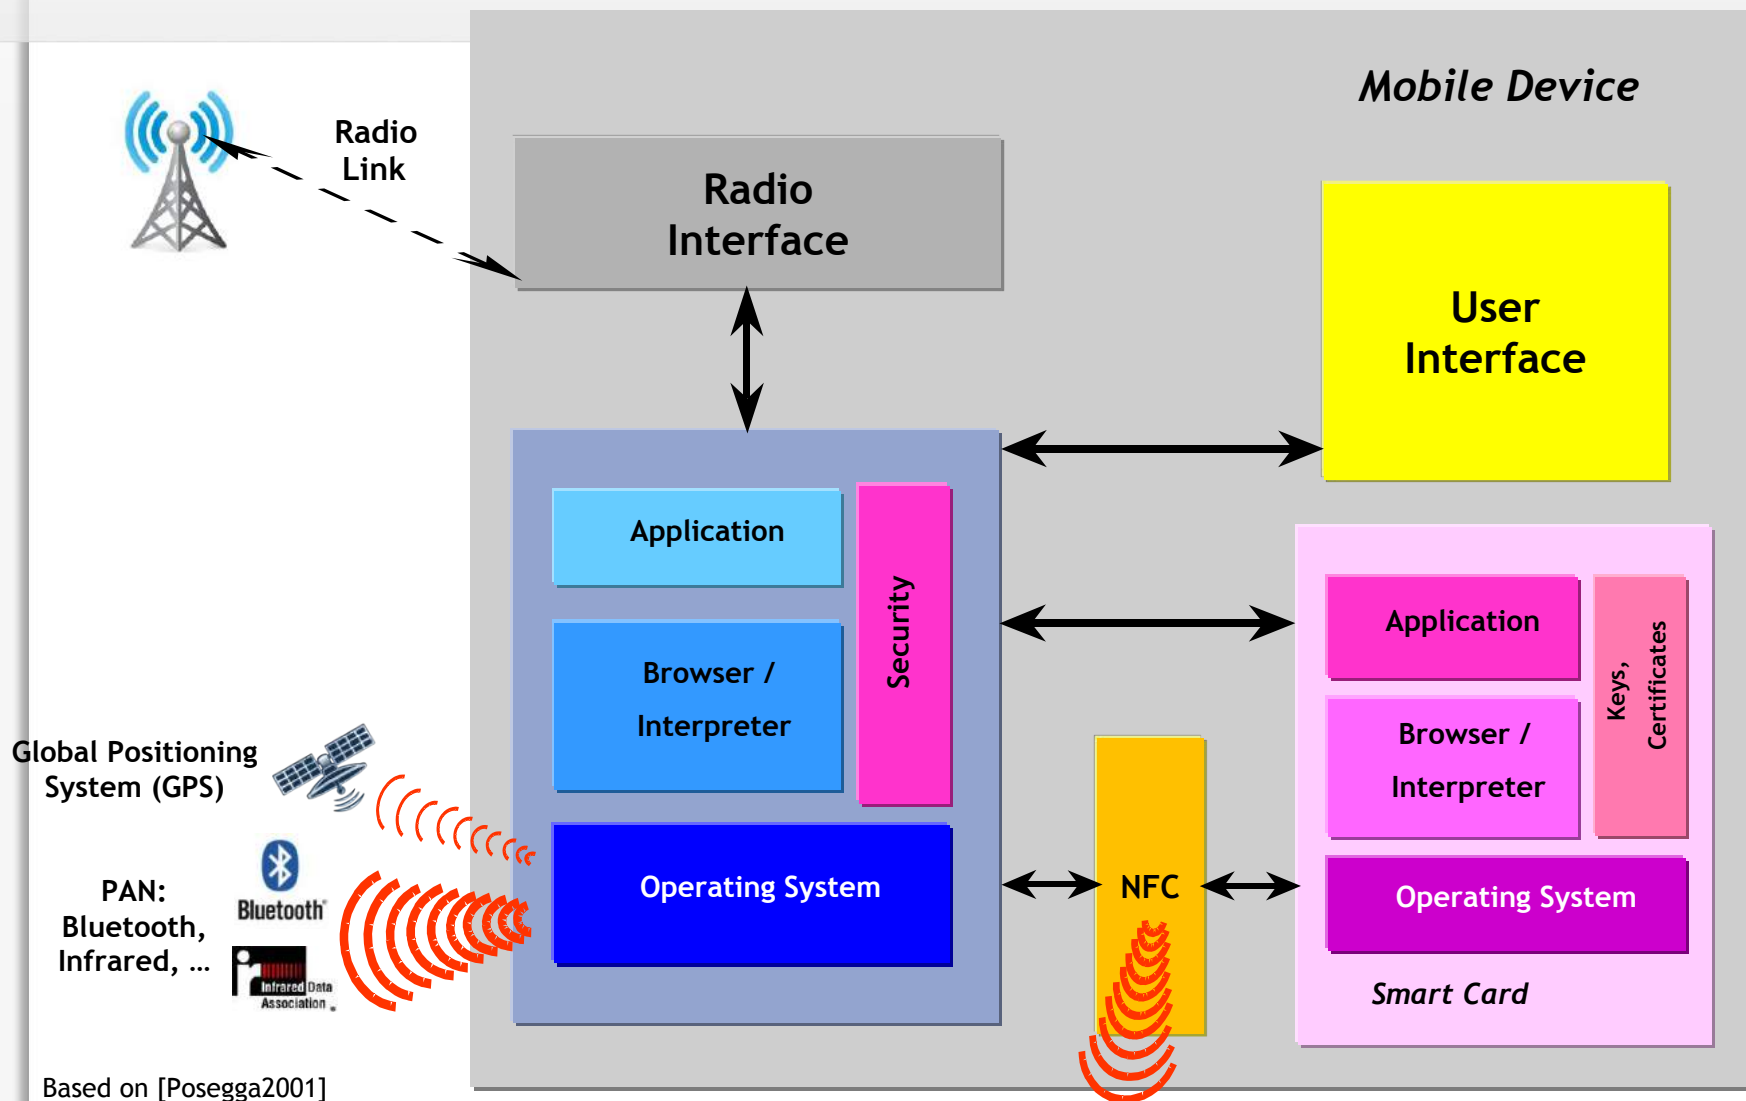 Mobile Device
Radio
Link
Radio
Interface
User
Interface
Application
Security
Browser /
Interpreter
Operating System
Application
Keys,
Certificates
Browser /
Interpreter
Operating System
Smart Card
NFC
Global Positioning
System (GPS)
PAN:
Bluetooth,
Infrared, …
Bluetooth®
Infrared Data
Association
Based on [Posegga2001]